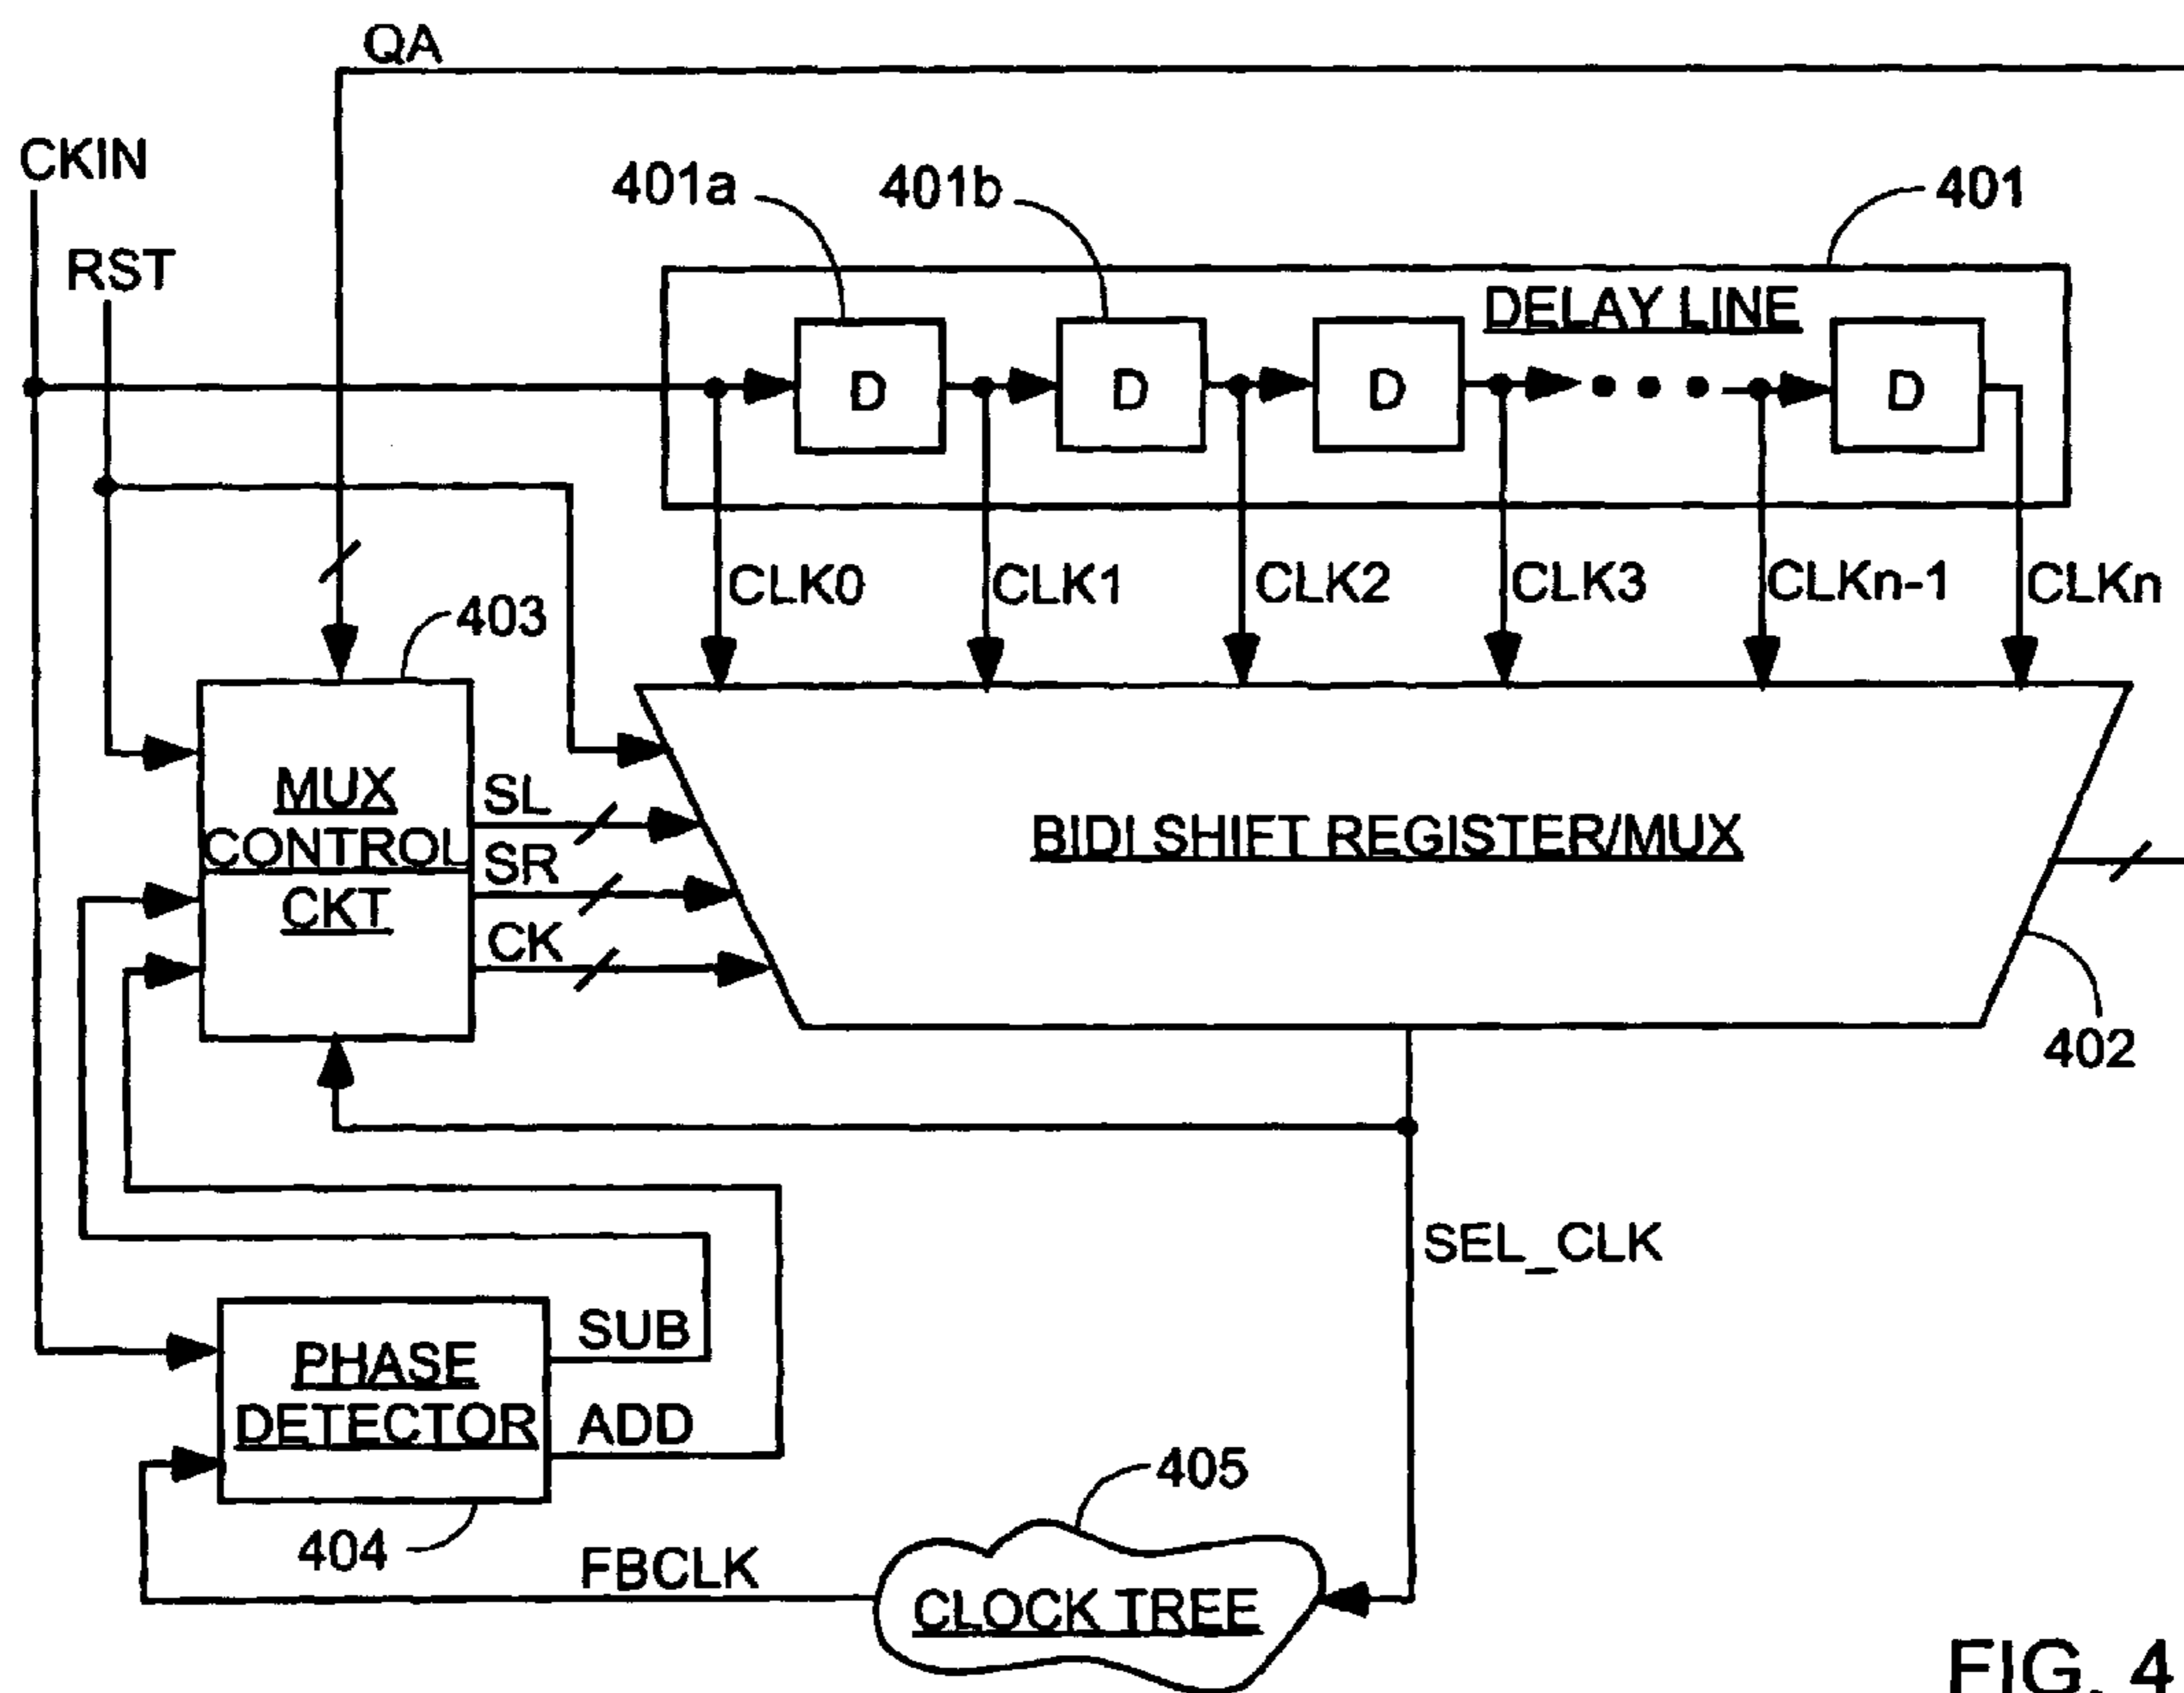 QA
CKIN
RST
401a
401b
401
DELAY LINE
D
D
D
D
CLK0
CLK1
CLK2
CLK3
CLKn-1
CLKn
403
MUX
CONTROL
CKT
SL
SR
CK
BIDI SHIFT REGISTER/MUX
402
SEL_CLK
SUB
ADD
PHASE
DETECTOR
404
FBCLK
405
CLOCK TREE
FIG. 4